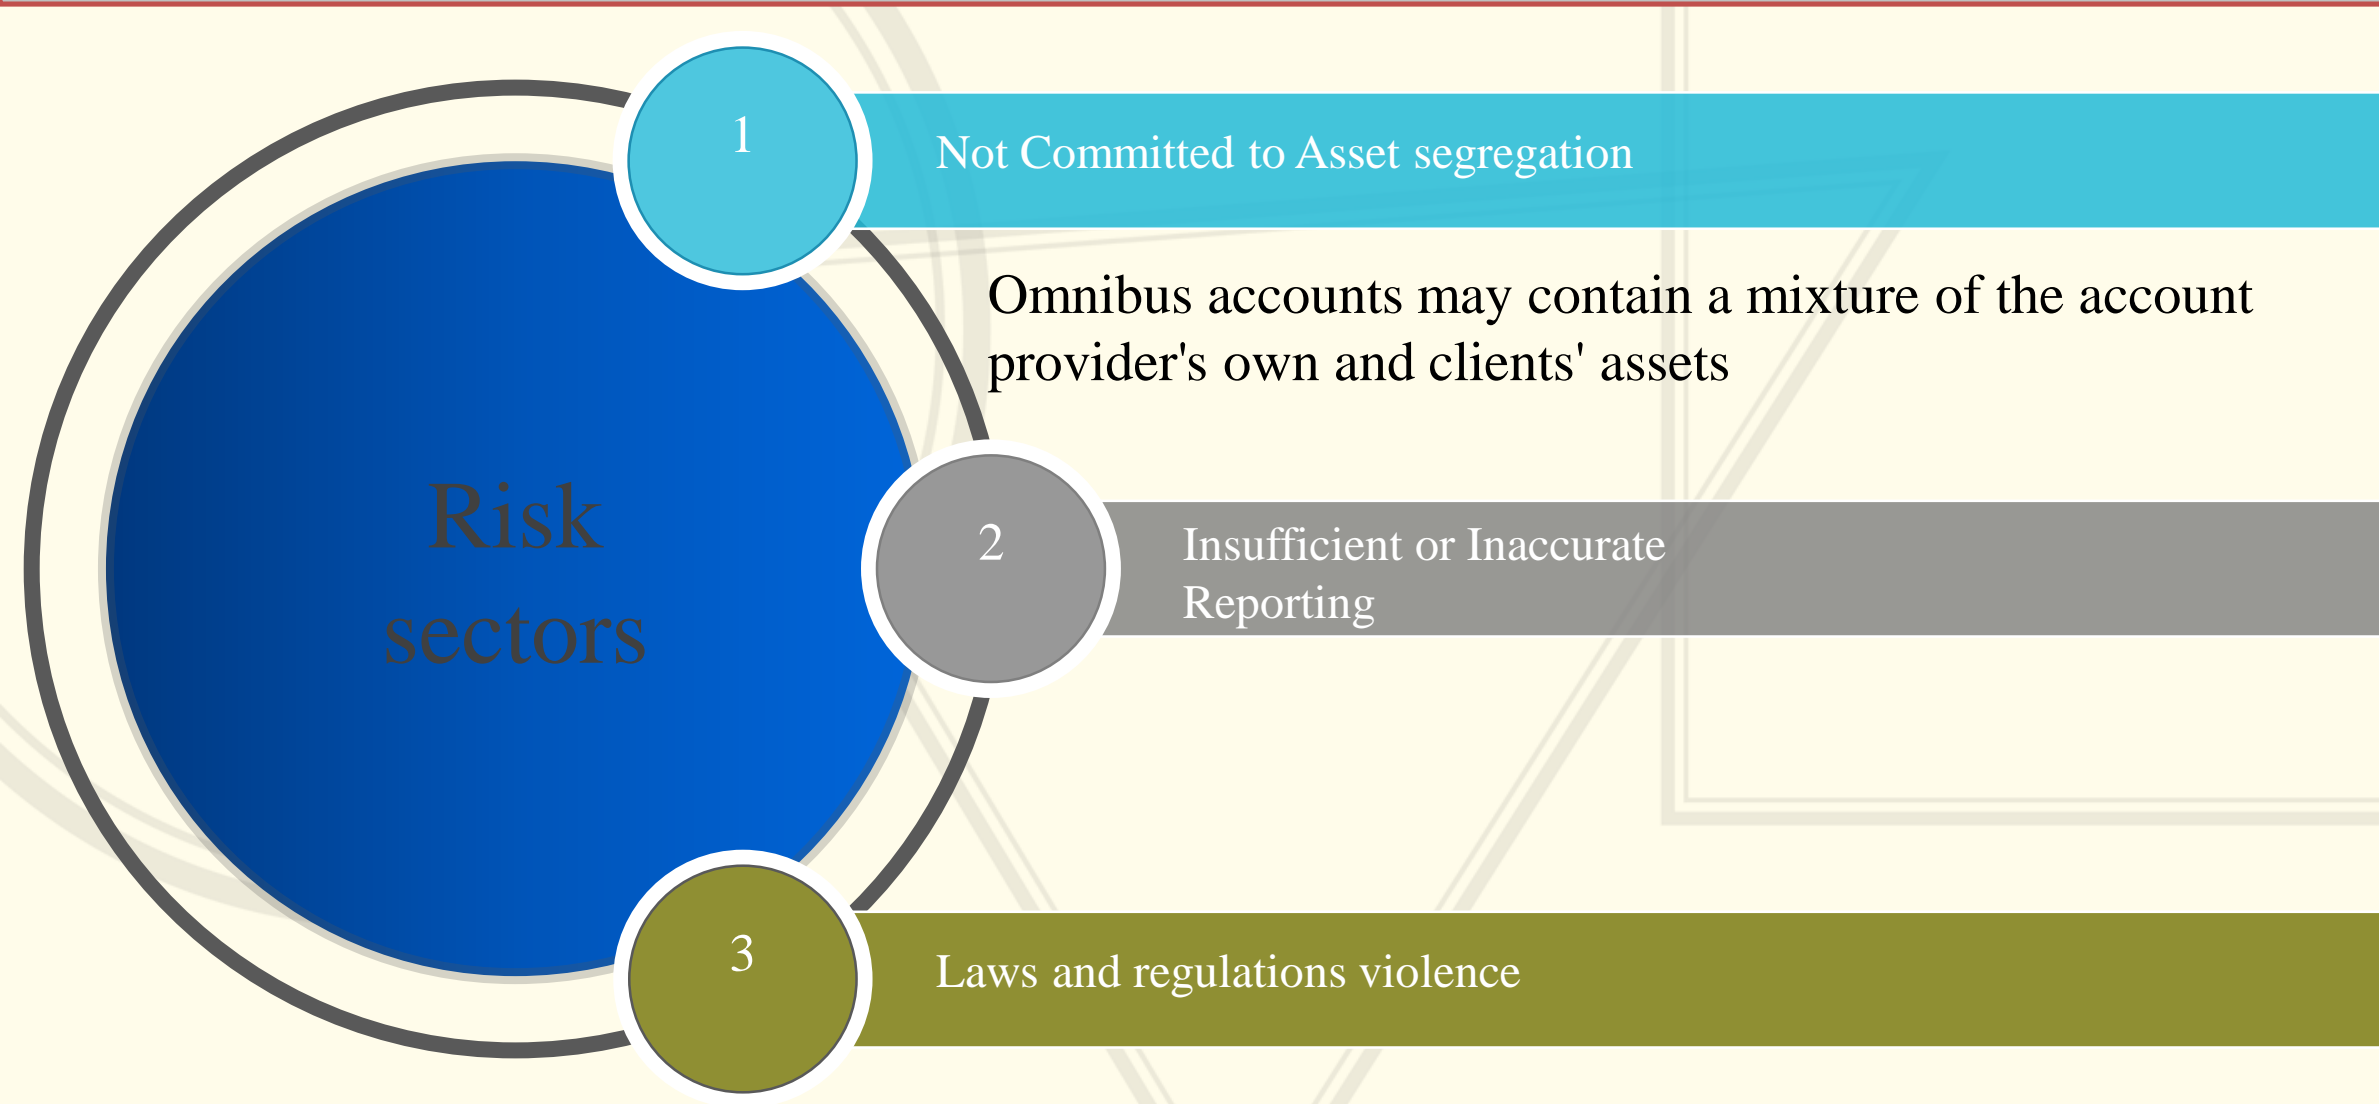 1
Not Committed to Asset segregation
Omnibus accounts may contain a mixture of the account
provider's own and clients' assets
Risk
sectors
2
Insufficient or Inaccurate
Reporting
3
Laws and regulations violence